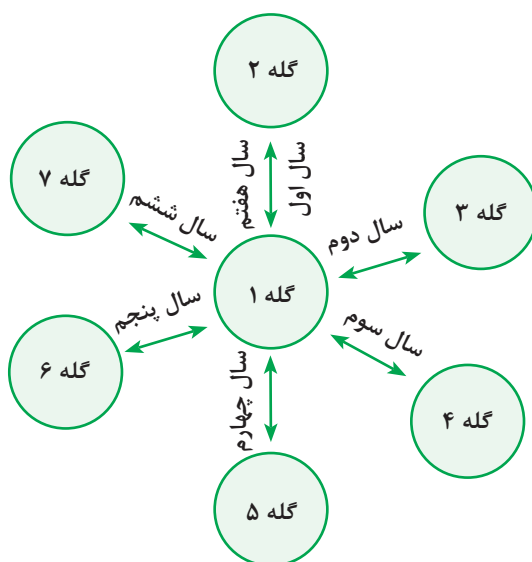 گله ۲
سال اول
سال هفتم
گله ۷
سال ششم
سال دوم
گله ۳
گله ۱
سال پنجم
سال سوم
گله ۶
سال چهارم
گله ۴
گله ۵